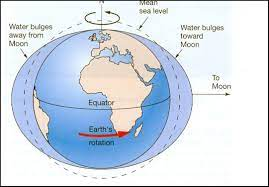 N
Mean
sea level
Water bulges
away from
Moon
Water bulges
toward
Moon
To
Moon
Equator
Earth's
rotation